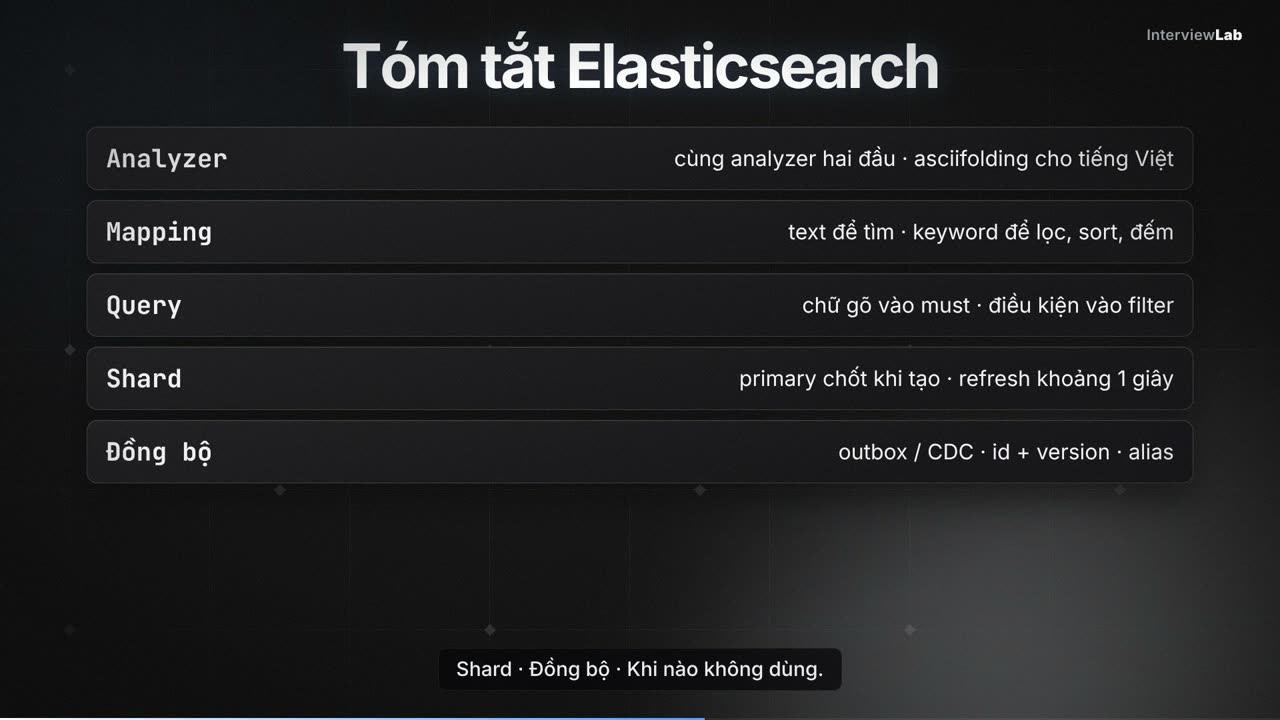 InterviewLab
Tóm tắt Elasticsearch
Analyzer cùng analyzer hai đầu · asciifolding cho tiếng Việt
Mapping text để tìm · keyword để lọc, sort, đếm
Query chữ gõ vào must · điều kiện vào filter
Shard primary chốt khi tạo · refresh khoảng 1 giây
Đồng bộ outbox / CDC · id + version · alias
Shard · Đồng bộ · Khi nào không dùng.